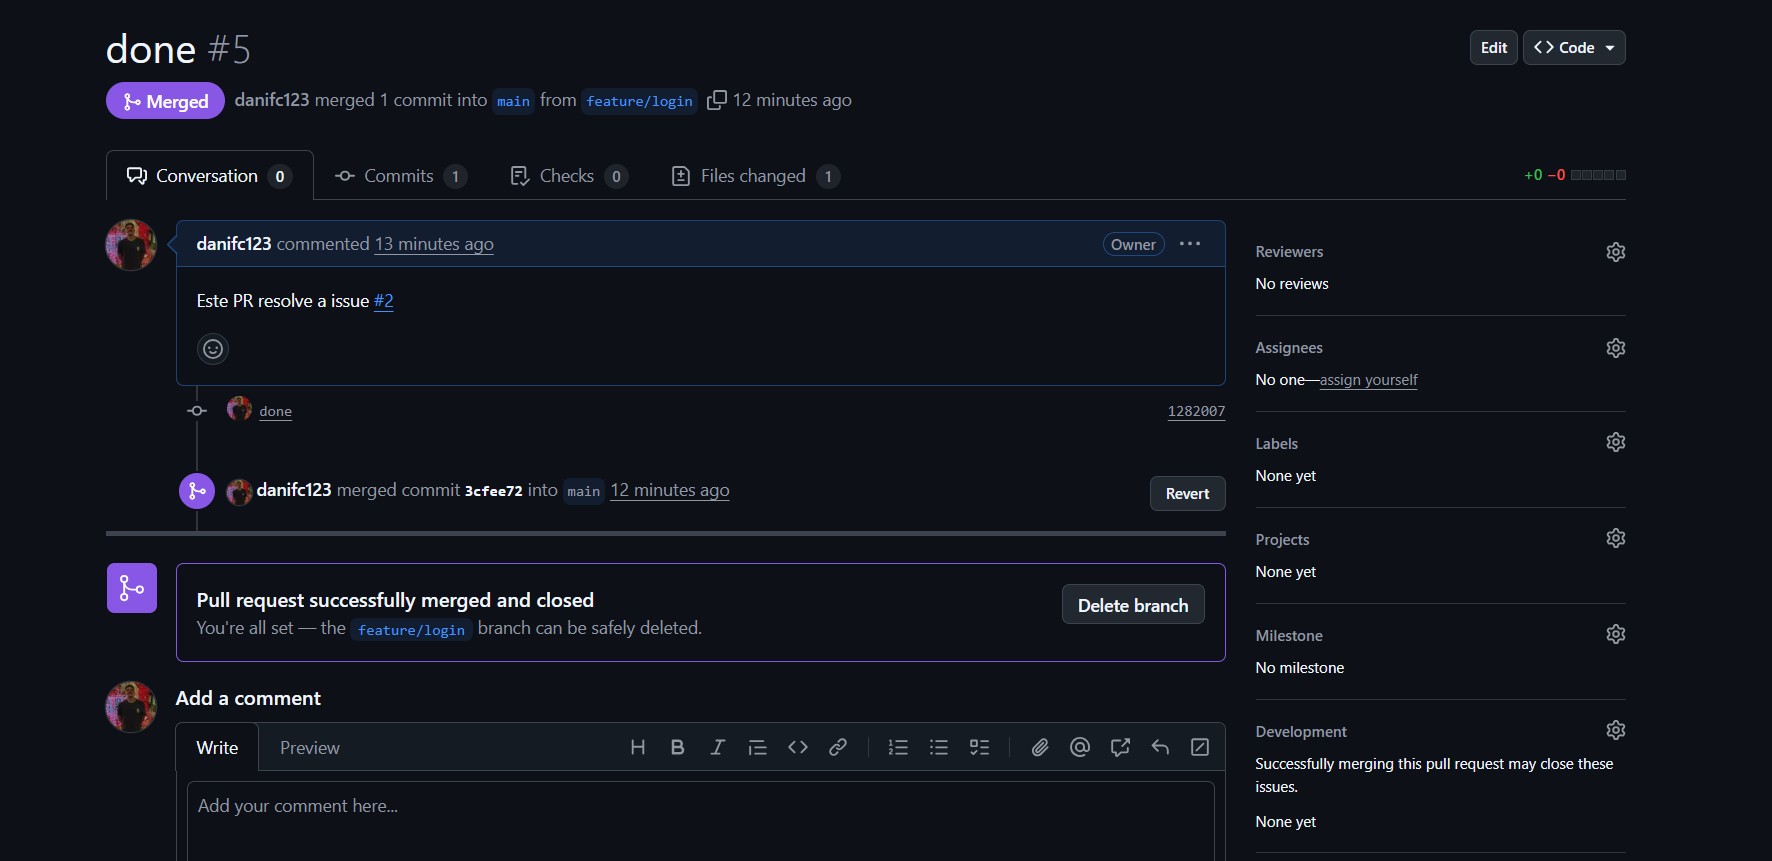 done #5
Edit
Code
Merged
danifc123 merged 1 commit into main from feature/login 12 minutes ago
Conversation 0
Commits 1
Checks 0
Files changed 1
+0 −0
danifc123 commented 13 minutes ago
Owner
Este PR resolve a issue #2
done
1282007
danifc123 merged commit 3cfee72 into main 12 minutes ago
Revert
Pull request successfully merged and closed
You're all set — the feature/login branch can be safely deleted.
Delete branch
Add a comment
Write
Preview
Add your comment here...
Reviewers
No reviews
Assignees
No one—assign yourself
Labels
None yet
Projects
None yet
Milestone
No milestone
Development
Successfully merging this pull request may close these
issues.
None yet